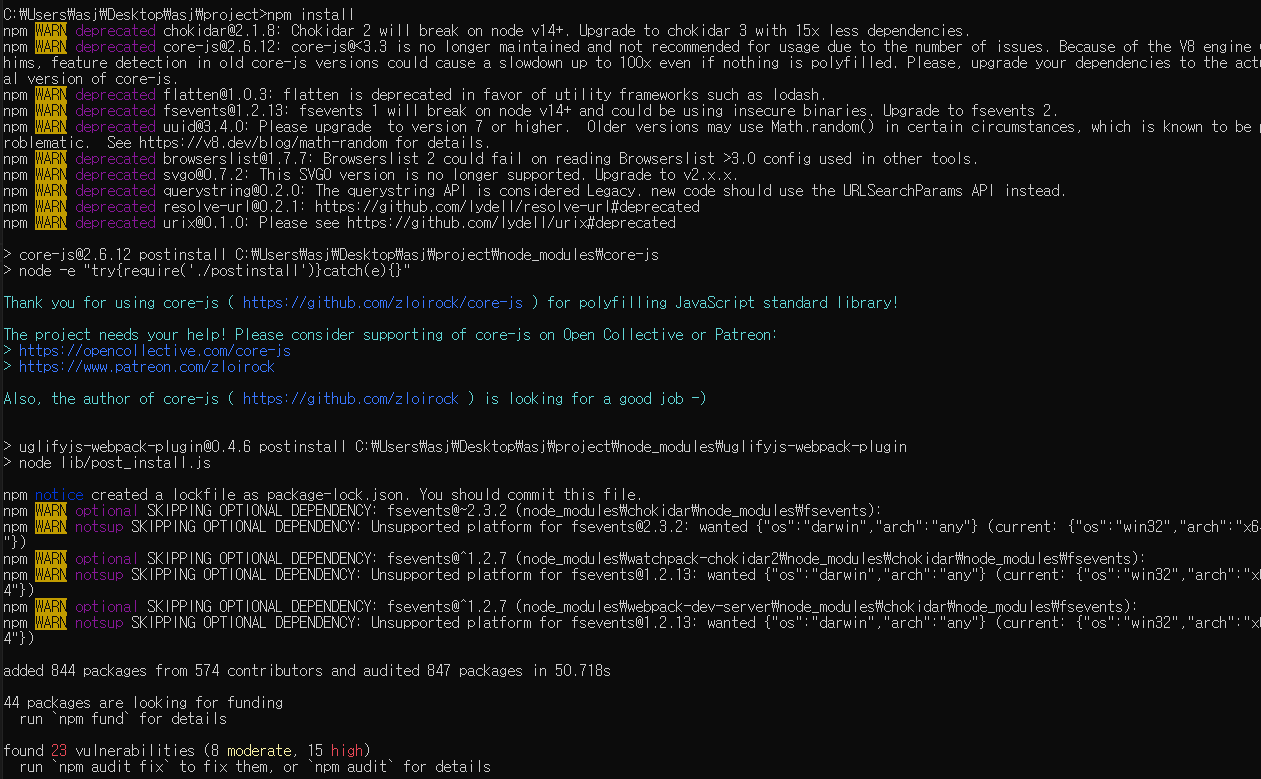 C:₩Users₩asj₩Desktop₩asj₩project>npm install
npm WARN deprecated chokidar@2.1.8: Chokidar 2 will break on node v14+. Upgrade to chokidar 3 with 15x less dependencies.
npm WARN deprecated core-js@2.6.12: core-js@<3.3 is no longer maintained and not recommended for usage due to the number of issues. Because of the V8 engine
hims, feature detection in old core-js versions could cause a slowdown up to 100x even if nothing is polyfilled. Please, upgrade your dependencies to the actu
al version of core-js.
npm WARN deprecated flatten@1.0.3: flatten is deprecated in favor of utility frameworks such as lodash.
npm WARN deprecated fsevents@1.2.13: fsevents 1 will break on node v14+ and could be using insecure binaries. Upgrade to fsevents 2.
npm WARN deprecated uuid@3.4.0: Please upgrade  to version 7 or higher.  Older versions may use Math.random() in certain circumstances, which is known to be p
roblematic.  See https://v8.dev/blog/math-random for details.
npm WARN deprecated browserslist@1.7.7: Browserslist 2 could fail on reading Browserslist >3.0 config used in other tools.
npm WARN deprecated svgo@0.7.2: This SVGO version is no longer supported. Upgrade to v2.x.x.
npm WARN deprecated querystring@0.2.0: The querystring API is considered Legacy. new code should use the URLSearchParams API instead.
npm WARN deprecated resolve-url@0.2.1: https://github.com/lydell/resolve-url#deprecated
npm WARN deprecated urix@0.1.0: Please see https://github.com/lydell/urix#deprecated
> core-js@2.6.12 postinstall C:₩Users₩asj₩Desktop₩asj₩project₩node_modules₩core-js
> node -e "try{require('./postinstall')}catch(e){}"
Thank you for using core-js ( https://github.com/zloirock/core-js ) for polyfilling JavaScript standard library!
The project needs your help! Please consider supporting of core-js on Open Collective or Patreon:
> https://opencollective.com/core-js
> https://www.patreon.com/zloirock
Also, the author of core-js ( https://github.com/zloirock ) is looking for a good job -)
> uglifyjs-webpack-plugin@0.4.6 postinstall C:₩Users₩asj₩Desktop₩asj₩project₩node_modules₩uglifyjs-webpack-plugin
> node lib/post_install.js
npm notice created a lockfile as package-lock.json. You should commit this file.
npm WARN optional SKIPPING OPTIONAL DEPENDENCY: fsevents@~2.3.2 (node_modules₩chokidar₩node_modules₩fsevents):
npm WARN notsup SKIPPING OPTIONAL DEPENDENCY: Unsupported platform for fsevents@2.3.2: wanted {"os":"darwin","arch":"any"} (current: {"os":"win32","arch":"x64
"})
npm WARN optional SKIPPING OPTIONAL DEPENDENCY: fsevents@^1.2.7 (node_modules₩watchpack-chokidar2₩node_modules₩chokidar₩node_modules₩fsevents):
npm WARN notsup SKIPPING OPTIONAL DEPENDENCY: Unsupported platform for fsevents@1.2.13: wanted {"os":"darwin","arch":"any"} (current: {"os":"win32","arch":"x
4"})
npm WARN optional SKIPPING OPTIONAL DEPENDENCY: fsevents@^1.2.7 (node_modules₩webpack-dev-server₩node_modules₩chokidar₩node_modules₩fsevents):
npm WARN notsup SKIPPING OPTIONAL DEPENDENCY: Unsupported platform for fsevents@1.2.13: wanted {"os":"darwin","arch":"any"} (current: {"os":"win32","arch":"x
4"})
added 844 packages from 574 contributors and audited 847 packages in 50.718s
44 packages are looking for funding
  run `npm fund` for details
found 23 vulnerabilities (8 moderate, 15 high)
  run `npm audit fix` to fix them, or `npm audit` for details